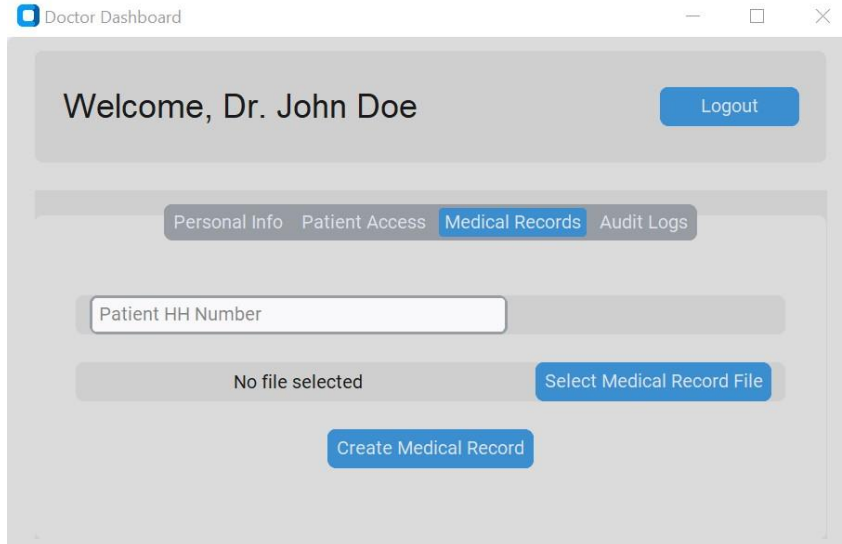 Doctor Dashboard
Welcome, Dr. John Doe
Logout
Personal Info Patient Access Medical Records Audit Logs
Patient HH Number
No file selected
Select Medical Record File
Create Medical Record